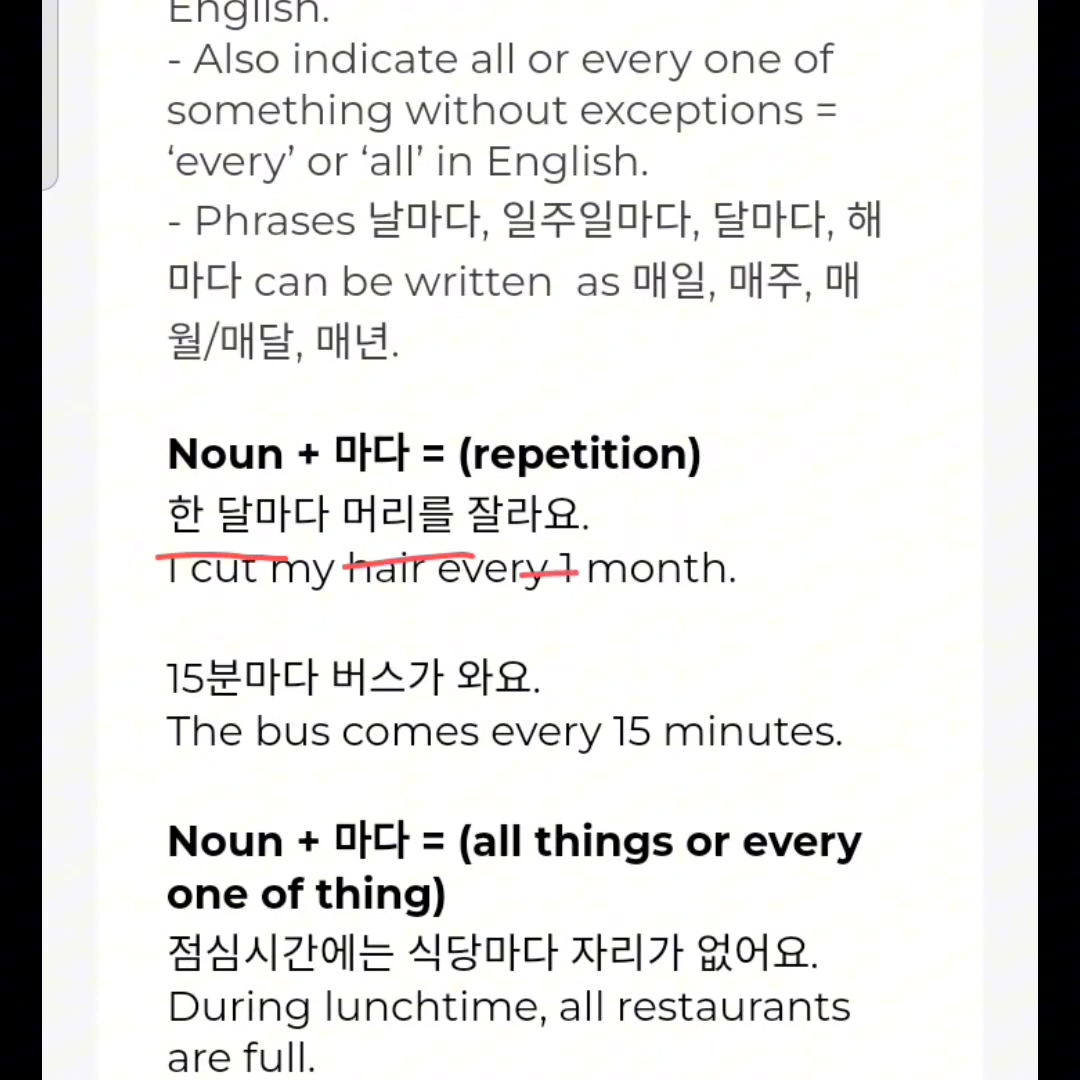 English.
- Also indicate all or every one of
something without exceptions =
‘every’ or ‘all’ in English.
- Phrases 날마다, 일주일마다, 달마다, 해
마다 can be written  as 매일, 매주, 매
월/매달, 매년.
Noun + 마다 = (repetition)
한 달마다 머리를 잘라요.
I cut my hair every 1 month.
15분마다 버스가 와요.
The bus comes every 15 minutes.
Noun + 마다 = (all things or every
one of thing)
점심시간에는 식당마다 자리가 없어요.
During lunchtime, all restaurants
are full.